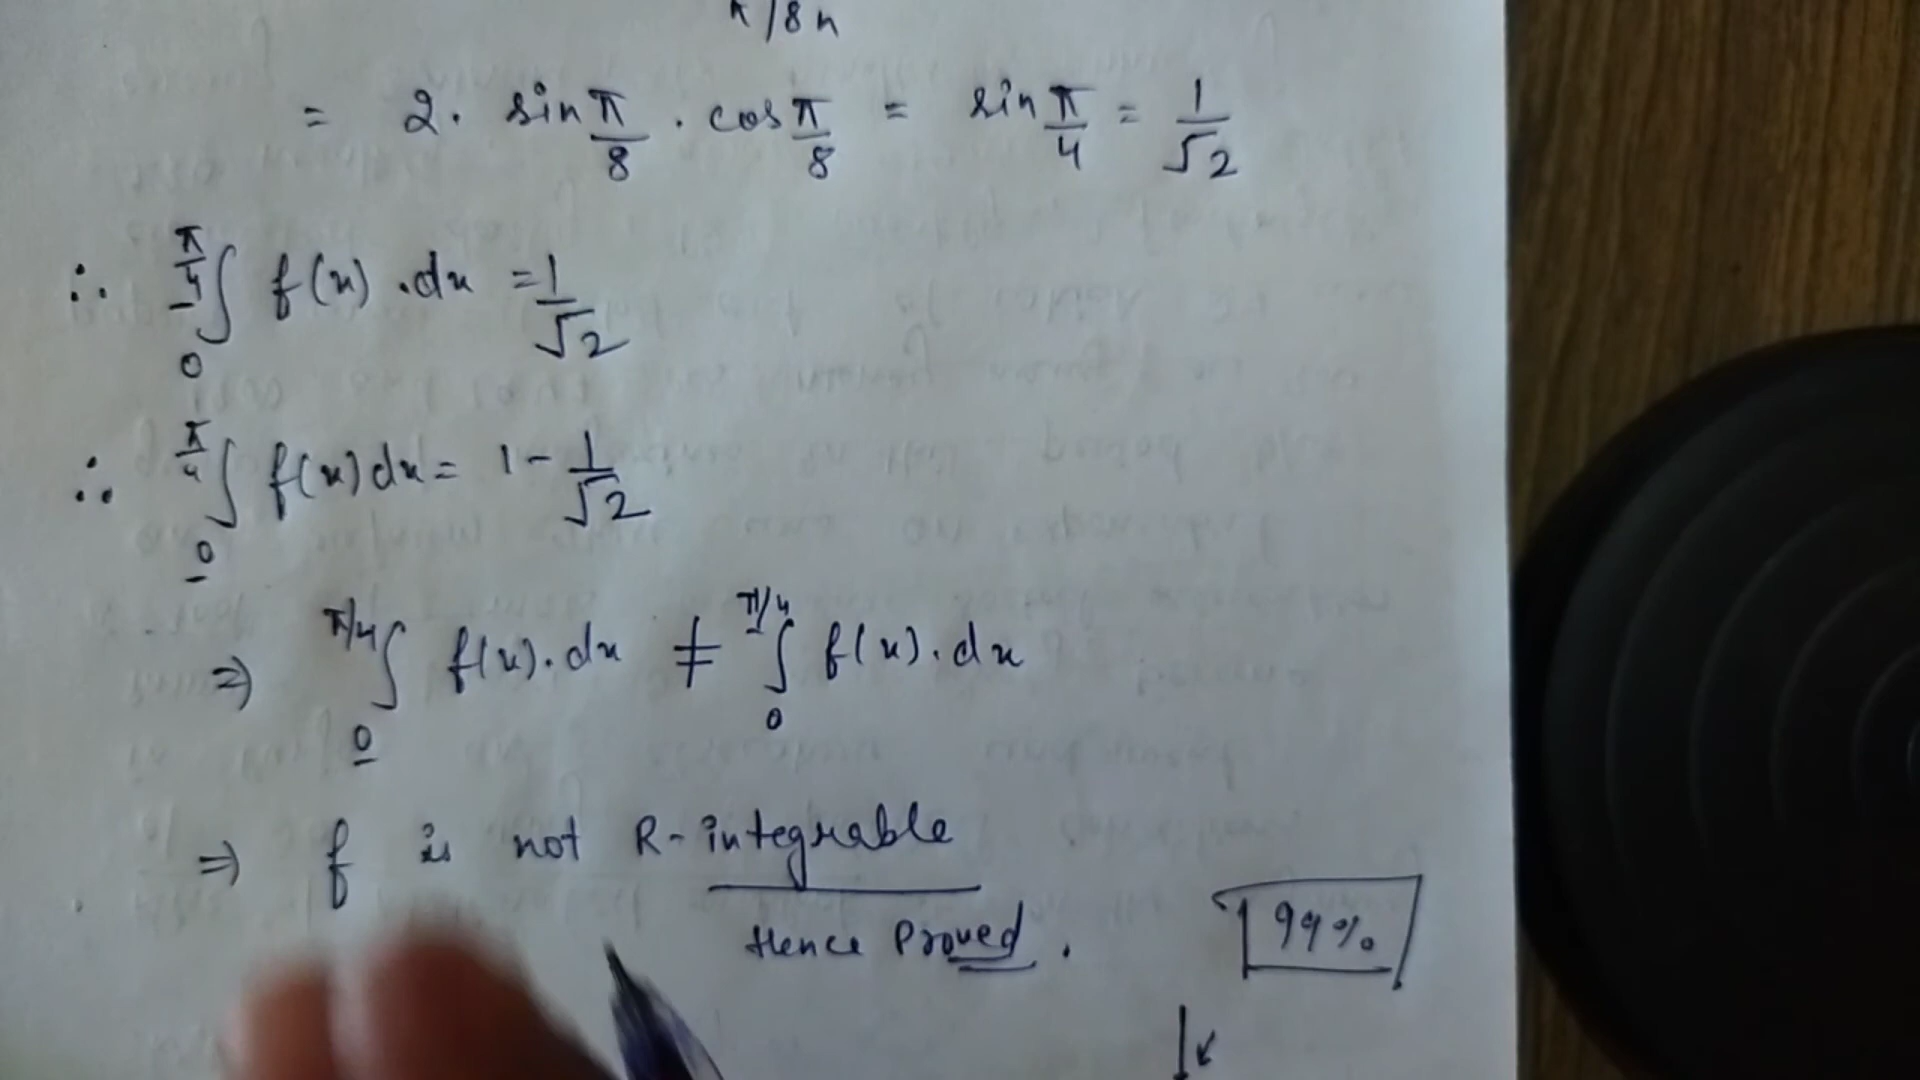 π/8n
= 2. sin π/8 . cos π/8 = sin π/4 = 1/√2
∴ ∫₀^π/4 f(x) .dx = 1/√2
∴ ∫₀^π/4 f(x) dx = 1 - 1/√2
⇒ ∫₀^π/4 f(x).dx ≠ ∫₀^π/4 f(x).dx
⇒ f is not R-integrable
Hence Proved .
99%